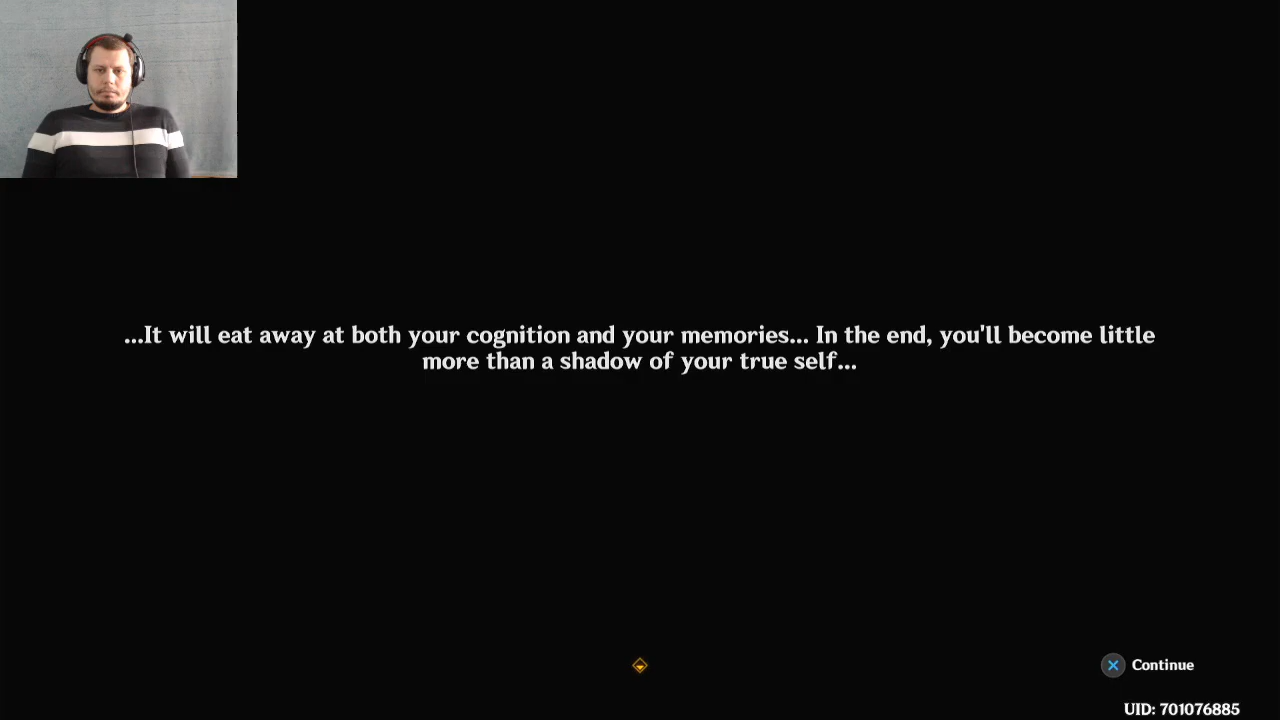 ...It will eat away at both your cognition and your memories... In the end, you'll become little
more than a shadow of your true self...
Continue
UID: 701076885